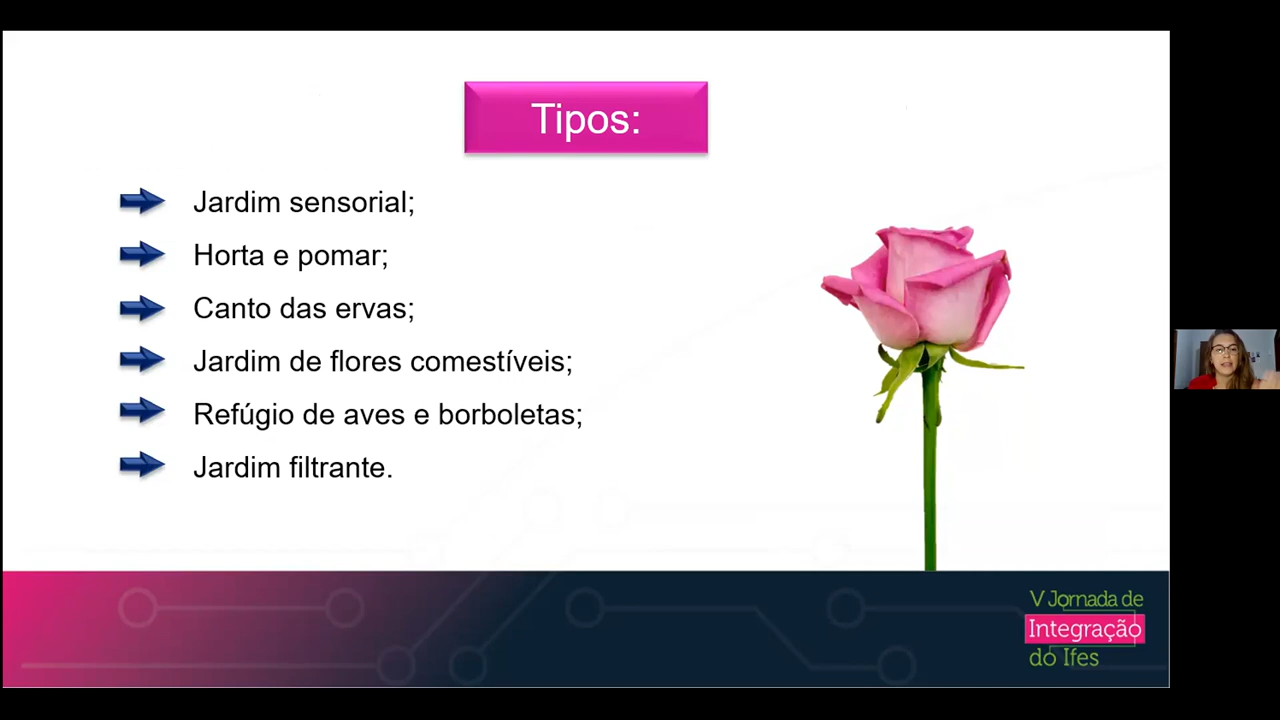 Tipos:
Jardim sensorial;
Horta e pomar;
Canto das ervas;
Jardim de flores comestíveis;
Refúgio de aves e borboletas;
Jardim filtrante.
V Jornada de
Integração
do Ifes